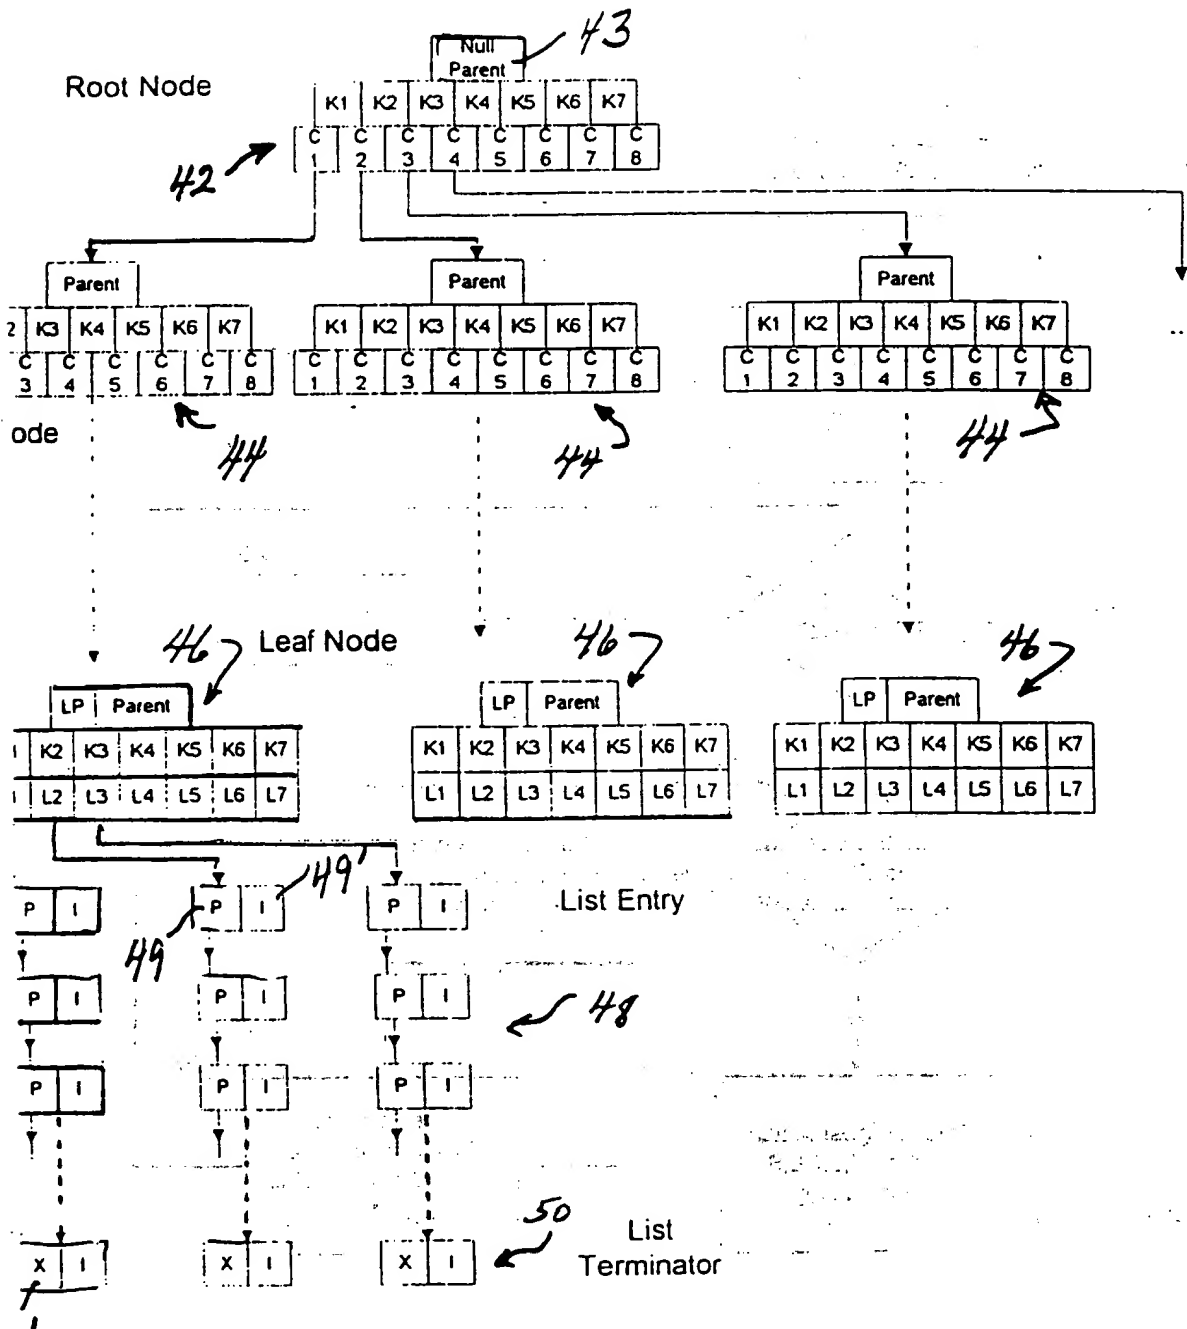 43
Null
Parent
Root Node
K1 K2 K3 K4 K5 K6 K7
C C C C C C C C
1 2 3 4 5 6 7 8
42
Parent Parent Parent
2 K3 K4 K5 K6 K7 K1 K2 K3 K4 K5 K6 K7 K1 K2 K3 K4 K5 K6 K7
C C C C C C C C C C C C C C C C C C C C C C
3 4 5 6 7 8 1 2 3 4 5 6 7 8 1 2 3 4 5 6 7 8
ode
44 44 44
46 Leaf Node 46 46
LP Parent LP Parent LP Parent
K2 K3 K4 K5 K6 K7 K1 K2 K3 K4 K5 K6 K7 K1 K2 K3 K4 K5 K6 K7
L2 L3 L4 L5 L6 L7 L1 L2 L3 L4 L5 L6 L7 L1 L2 L3 L4 L5 L6 L7
49'
P I P I P I List Entry
49
P I P I P I
48
P I P I P I
50
X I X I X I
List
Terminator